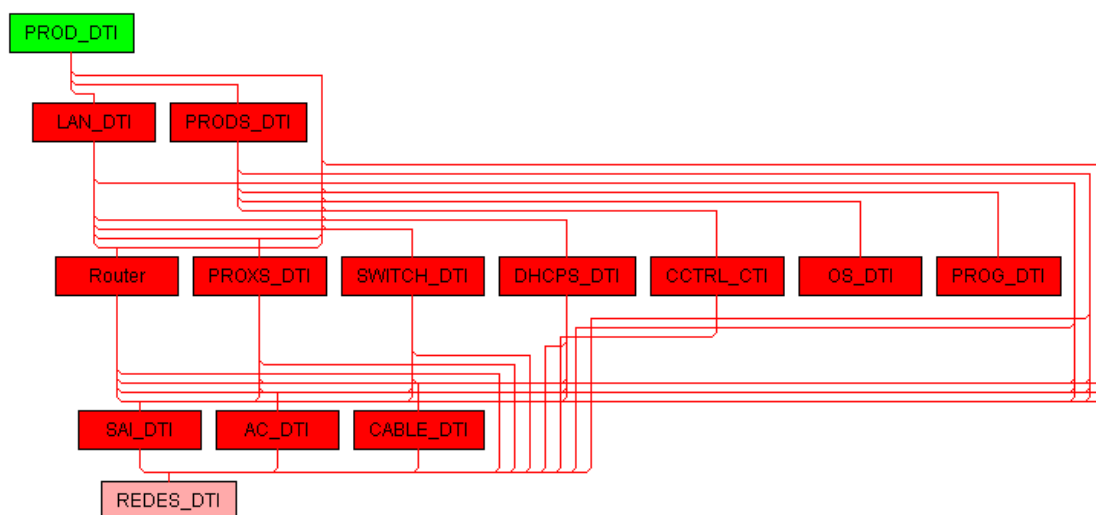 PROD_DTI
LAN_DTI
PRODS_DTI
Router
PROXS_DTI
SWITCH_DTI
DHCPS_DTI
CCTRL_CTI
OS_DTI
PROG_DTI
SAI_DTI
AC_DTI
CABLE_DTI
REDES_DTI